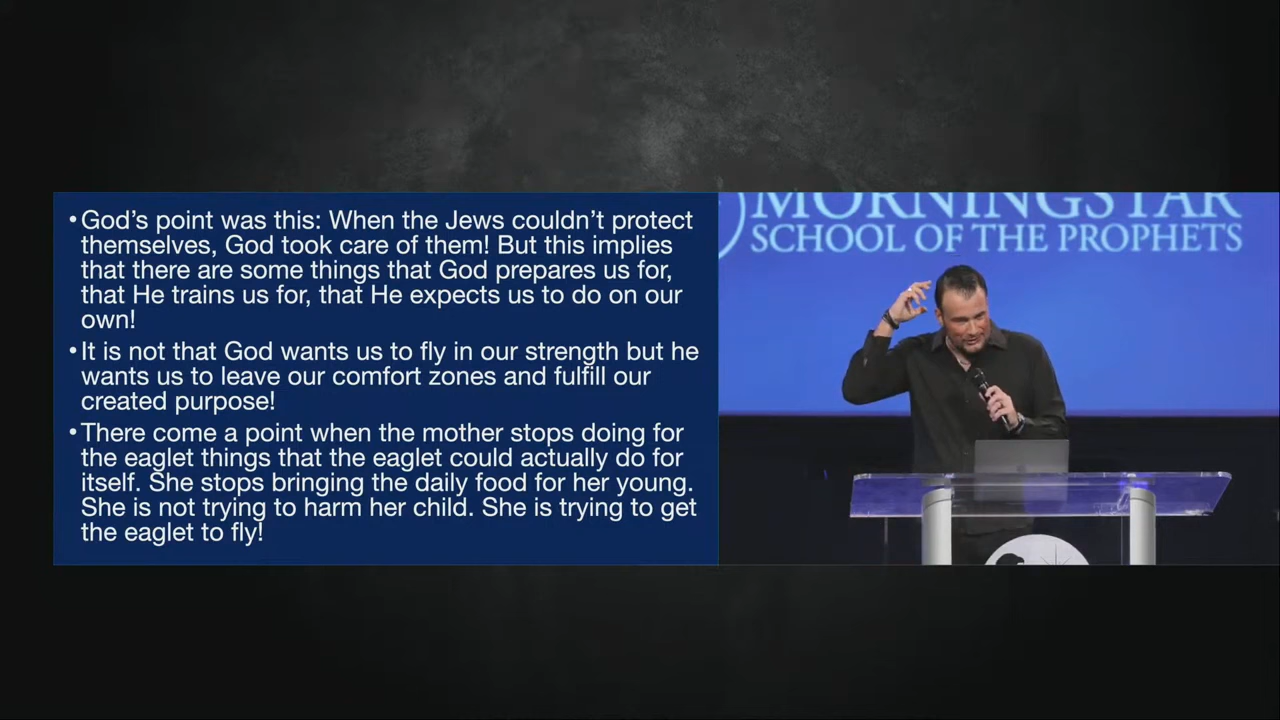 • God's point was this: When the Jews couldn't protect
themselves, God took care of them! But this implies
that there are some things that God prepares us for,
that He trains us for, that He expects us to do on our
own!
• It is not that God wants us to fly in our strength but he
wants us to leave our comfort zones and fulfill our
created purpose!
• There come a point when the mother stops doing for
the eaglet things that the eaglet could actually do for
itself. She stops bringing the daily food for her young.
She is not trying to harm her child. She is trying to get
the eaglet to fly!
MORNINGSTAR
SCHOOL OF THE PROPHETS